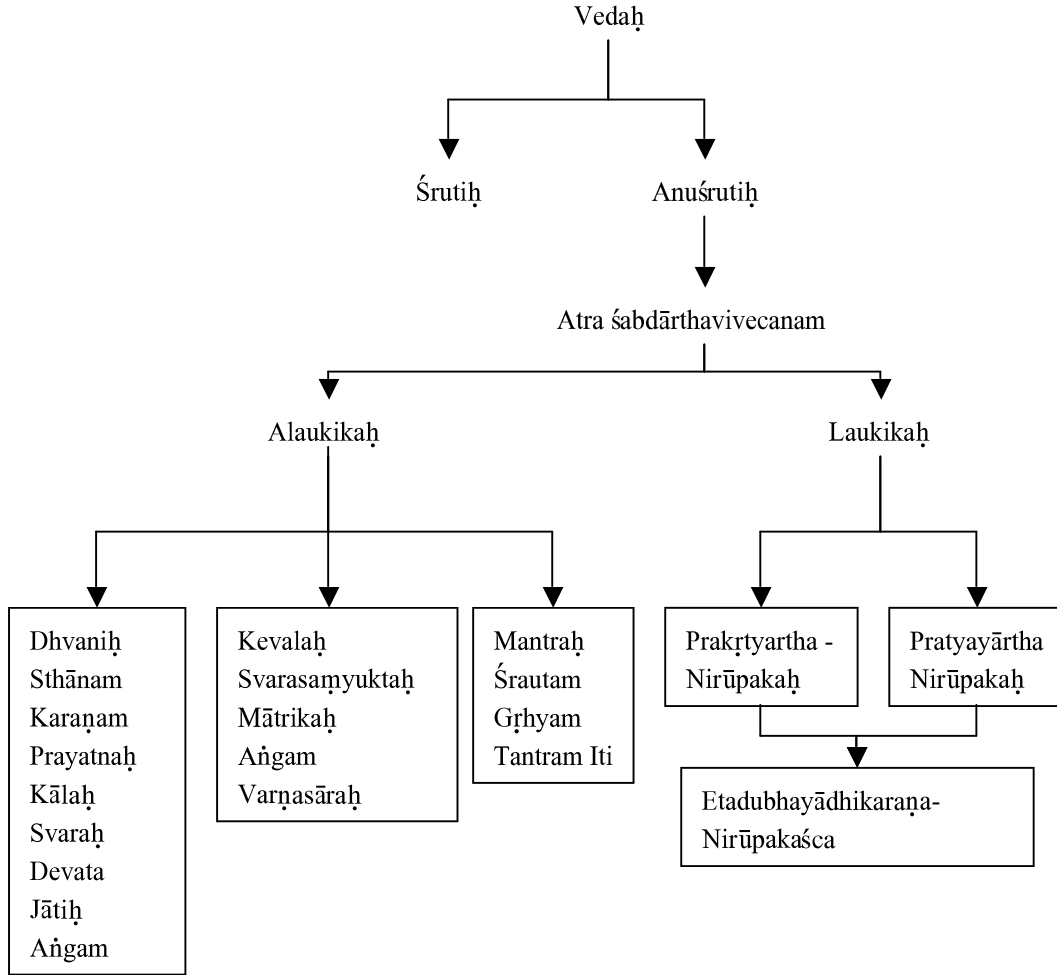 Vedaḥ
Śrutiḥ
Anuśrutiḥ
Atra śabdārthavivecanam
Alaukikaḥ
Laukikaḥ
Dhvaniḥ
Sthānam
Karaṇam
Prayatnaḥ
Kālaḥ
Svaraḥ
Devata
Jātiḥ
Aṅgam
Kevalaḥ
Svarasaṃyuktaḥ
Mātrikaḥ
Aṅgam
Varṇasāraḥ
Mantraḥ
Śrautam
Gṛhyam
Tantram Iti
Prakṛtyartha -
Nirūpakaḥ
Pratyayārtha
Nirūpakaḥ
Etadubhayādhikaraṇa-
Nirūpakaśca